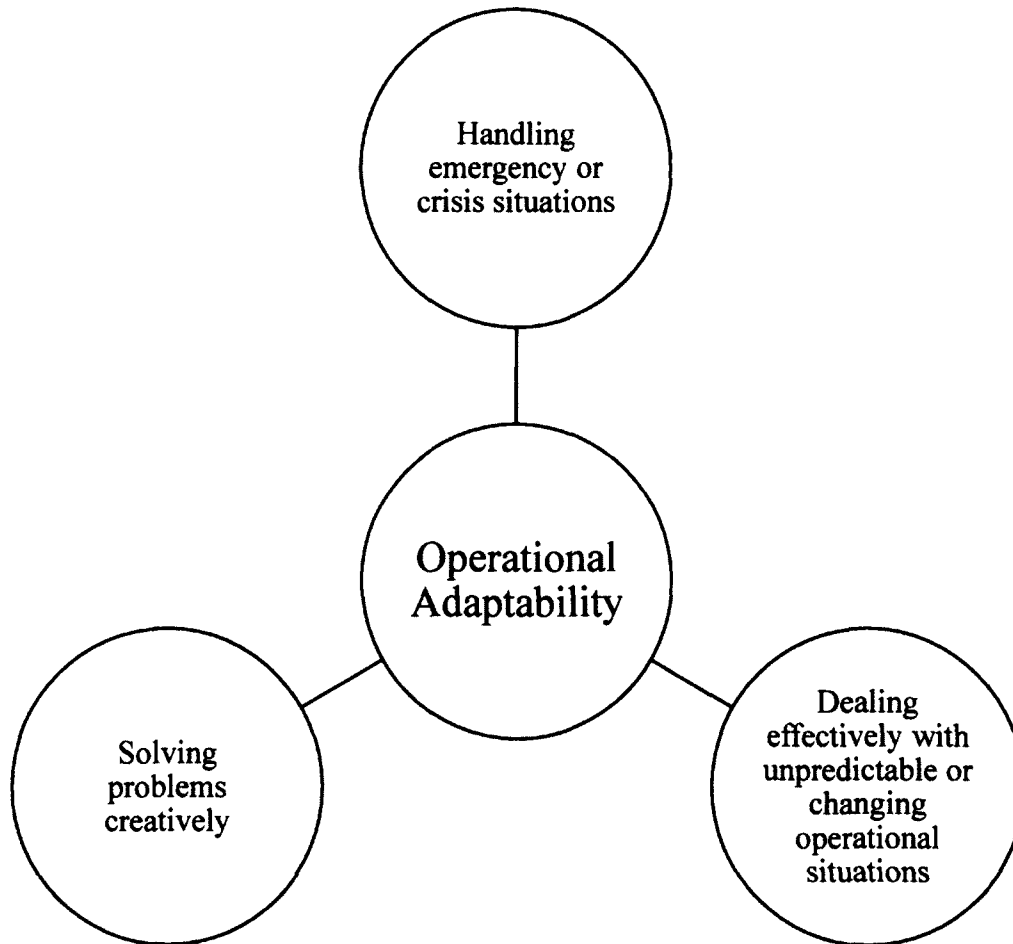 Handling
emergency or
crisis situations
Operational
Adaptability
Solving
problems
creatively
Dealing
effectively with
unpredictable or
changing
operational
situations